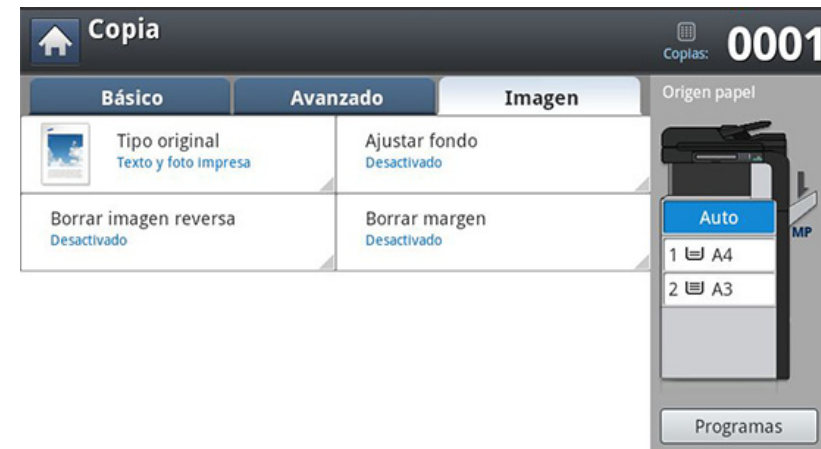 Copia
Copias: 0001
Básico Avanzado Imagen
Origen papel
Tipo original
Texto y foto impresa
Ajustar fondo
Desactivado
Borrar imagen reversa
Desactivado
Borrar margen
Desactivado
Auto
MP
1 A4
2 A3
Programas